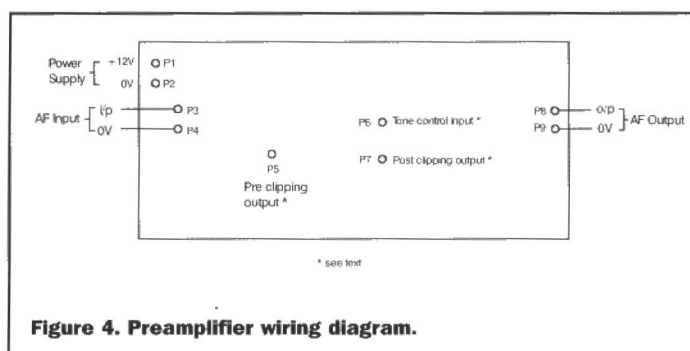 Power Supply
+12V P1
0V P2
AF Input
I/p P3
0V P4
P5
Pre clipping
output *
P6 Tone control input *
P7 Post clipping output *
P8 o/p
P9 0V
AF Output
* see text
Figure 4. Preamplifier wiring diagram.